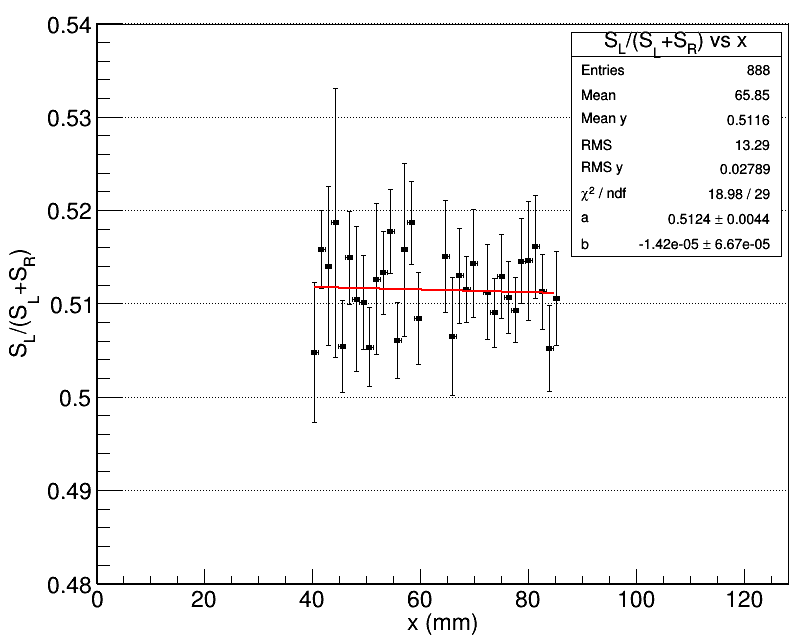 S_L/(S_L+S_R) vs x
Entries 888
Mean 65.85
Mean y 0.5116
RMS 13.29
RMS y 0.02789
χ² / ndf 18.98 / 29
a 0.5124 ± 0.0044
b -1.42e-05 ± 6.67e-05
0.54
0.53
0.52
0.51
0.5
0.49
0.48
S_L/(S_L+S_R)
0 20 40 60 80 100 120
x (mm)